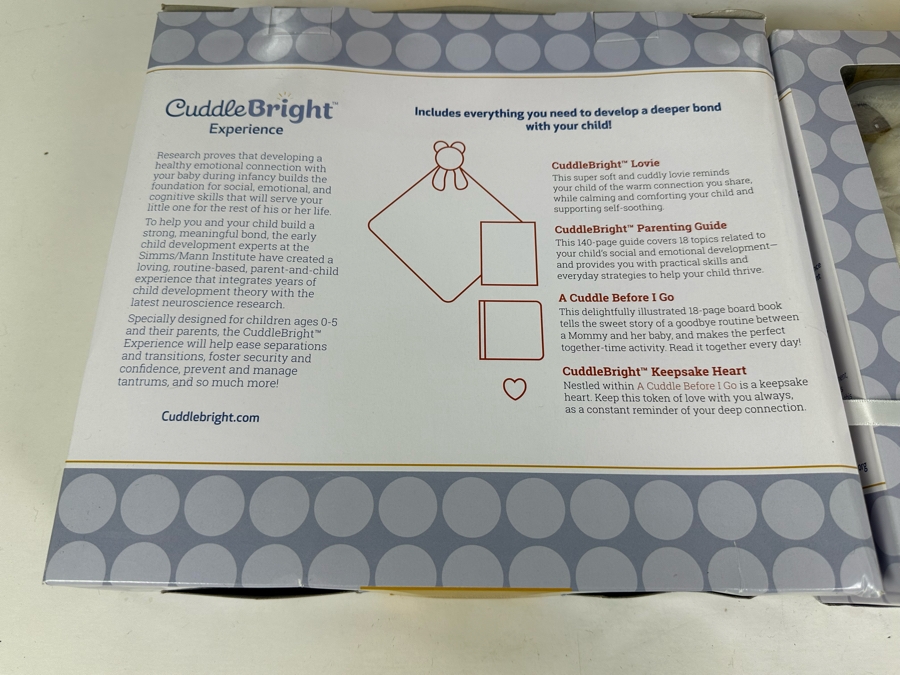 CuddleBright™
Experience
Research proves that developing a
healthy emotional connection with
your baby during infancy builds the
foundation for social, emotional, and
cognitive skills that will serve your
little one for the rest of his or her life.
To help you and your child build a
strong, meaningful bond, the early
child development experts at the
Simms/Mann Institute have created a
loving, routine-based, parent-and-child
experience that integrates years of
child development theory with the
latest neuroscience research.
Specially designed for children ages 0-5
and their parents, the CuddleBright™
Experience will help ease separations
and transitions, foster security and
confidence, prevent and manage
tantrums, and so much more!
Cuddlebright.com
Includes everything you need to develop a deeper bond
with your child!
CuddleBright™ Lovie
This super soft and cuddly lovie reminds
your child of the warm connection you share,
while calming and comforting your child and
supporting self-soothing.
CuddleBright™ Parenting Guide
This 140-page guide covers 18 topics related to
your child's social and emotional development—
and provides you with practical skills and
everyday strategies to help your child thrive.
A Cuddle Before I Go
This delightfully illustrated 18-page board book
tells the sweet story of a goodbye routine between
a Mommy and her baby, and makes the perfect
together-time activity. Read it together every day!
CuddleBright™ Keepsake Heart
Nestled within A Cuddle Before I Go is a keepsake
heart. Keep this token of love with you always,
as a constant reminder of your deep connection.